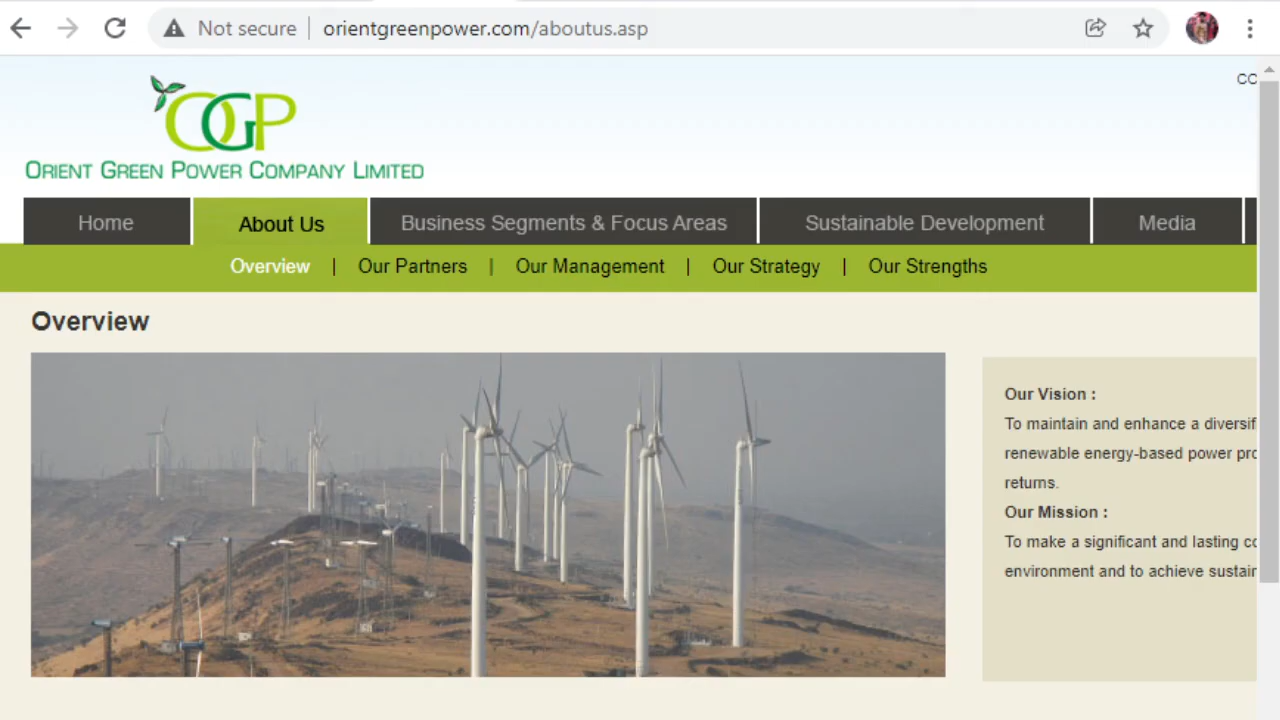 Not secure | orientgreenpower.com/aboutus.asp
CO
OGP
ORIENT GREEN POWER COMPANY LIMITED
Home About Us Business Segments & Focus Areas Sustainable Development Media
Overview | Our Partners | Our Management | Our Strategy | Our Strengths
Overview
Our Vision :
To maintain and enhance a diversif
renewable energy-based power pro
returns.
Our Mission :
To make a significant and lasting co
environment and to achieve sustain